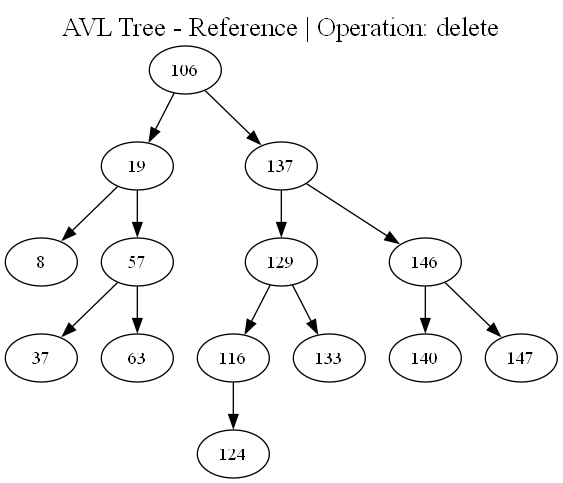 AVL Tree - Reference | Operation: delete
106
19 137
8 57 129 146
37 63 116 133 140 147
124